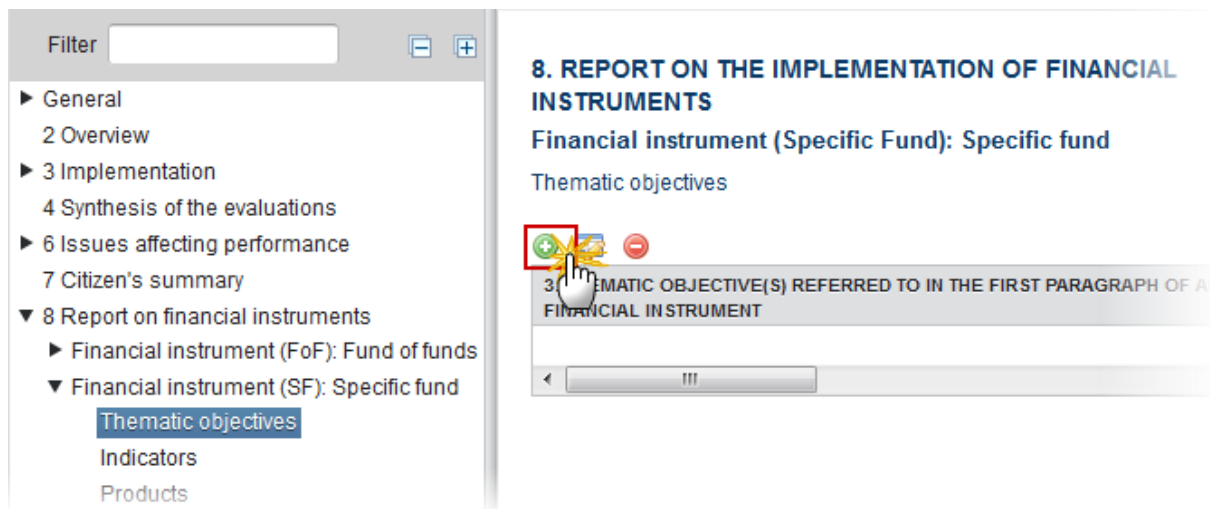 Filter
General
2 Overview
3 Implementation
4 Synthesis of the evaluations
6 Issues affecting performance
7 Citizen's summary
8 Report on financial instruments
Financial instrument (FoF): Fund of funds
Financial instrument (SF): Specific fund
Thematic objectives
Indicators
Products
8. REPORT ON THE IMPLEMENTATION OF FINANCIAL
INSTRUMENTS
Financial instrument (Specific Fund): Specific fund
Thematic objectives
3. EMATIC OBJECTIVE(S) REFERRED TO IN THE FIRST PARAGRAPH OF A
FINANCIAL INSTRUMENT